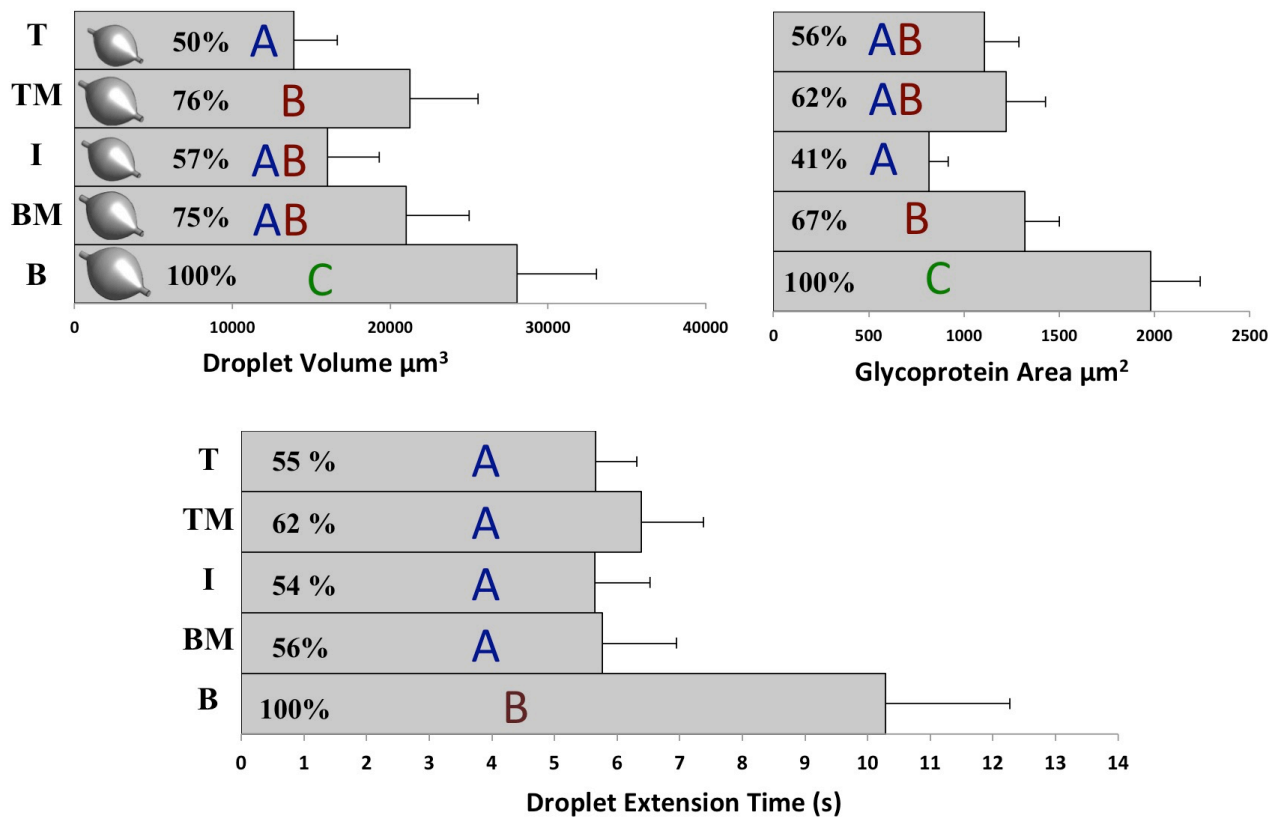 T 50% A
TM 76% B
I 57% AB
BM 75% AB
B 100% C
0 10000 20000 30000 40000
Droplet Volume µm³
56% AB
62% AB
41% A
67% B
100% C
0 500 1000 1500 2000 2500
Glycoprotein Area µm²
T 55 % A
TM 62 % A
I 54 % A
BM 56% A
B 100% B
0 1 2 3 4 5 6 7 8 9 10 11 12 13 14
Droplet Extension Time (s)